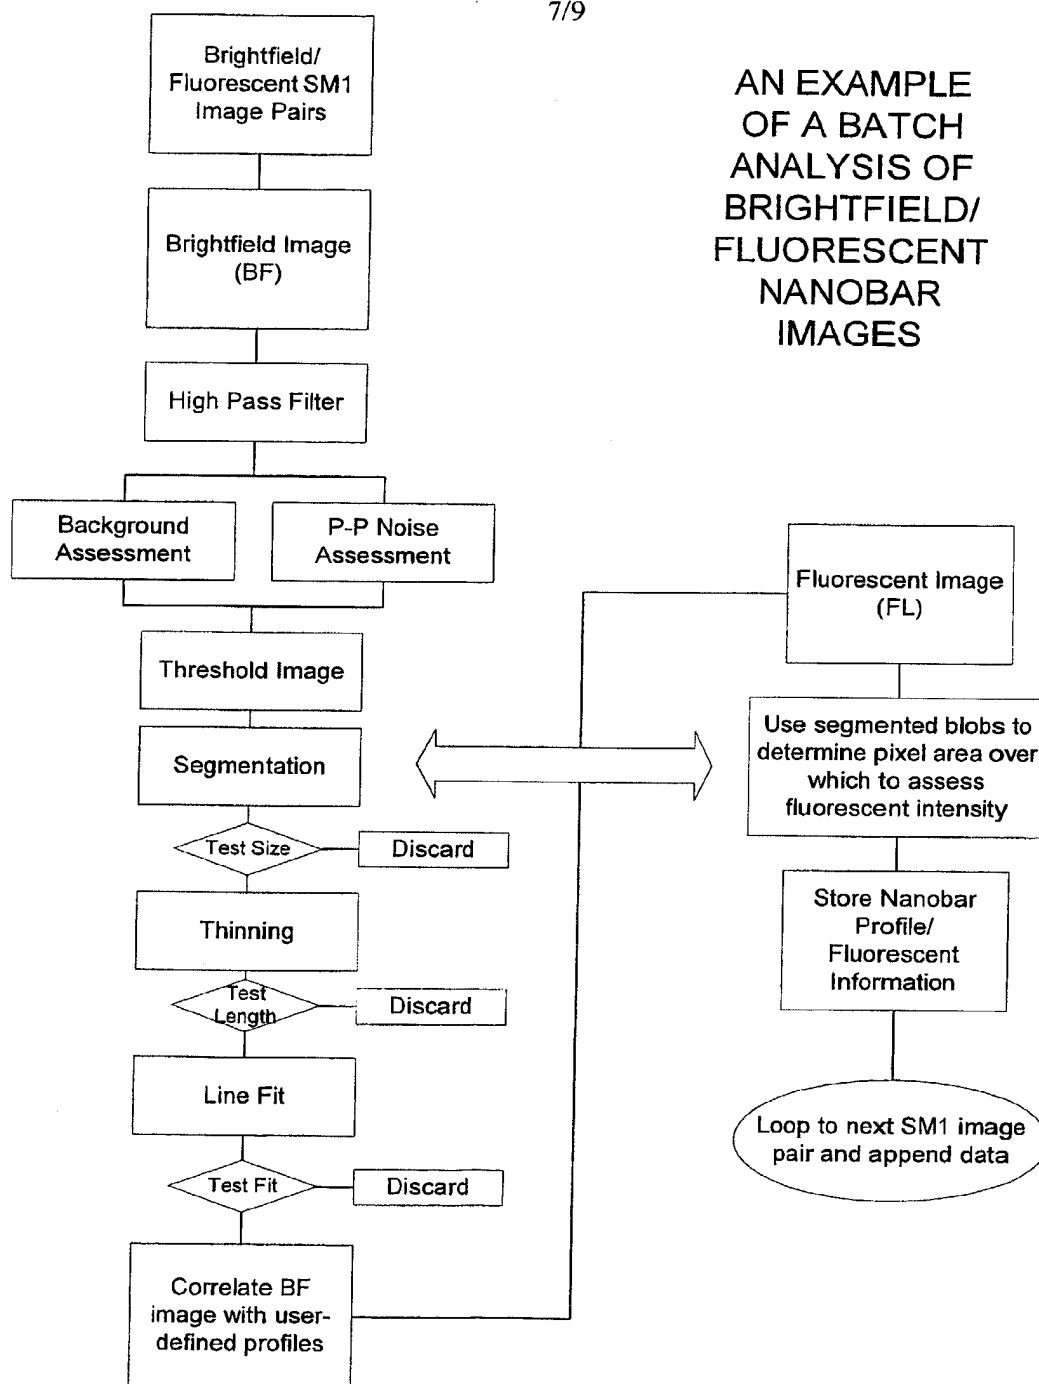 7/9
Brightfield/
Fluorescent SM1
Image Pairs
AN EXAMPLE
OF A BATCH
ANALYSIS OF
BRIGHTFIELD/
FLUORESCENT
NANOBAR
IMAGES
Brightfield Image
(BF)
High Pass Filter
Background
Assessment
P-P Noise
Assessment
Threshold Image
Segmentation
Test Size
Discard
Thinning
Test
Length
Discard
Line Fit
Test Fit
Discard
Correlate BF
image with user-
defined profiles
Fluorescent Image
(FL)
Use segmented blobs to
determine pixel area over
which to assess
fluorescent intensity
Store Nanobar
Profile/
Fluorescent
Information
Loop to next SM1 image
pair and append data